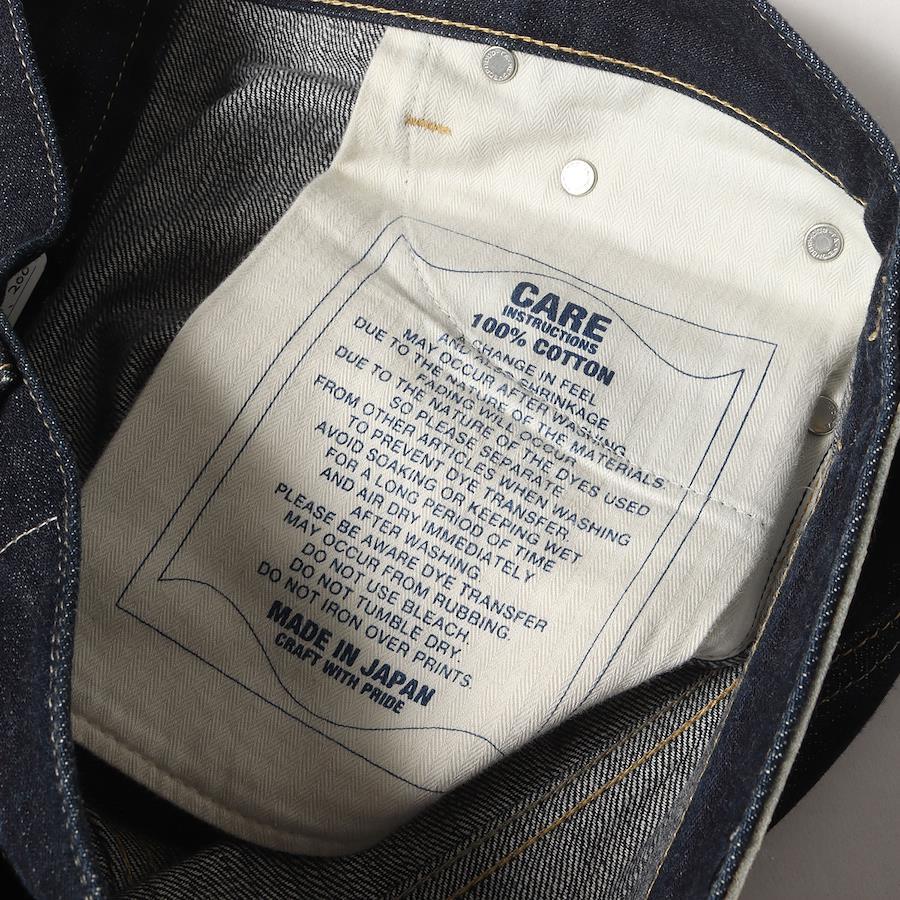 CARE
INSTRUCTIONS
100% COTTON
AND CHANGE IN FEEL
SHRINKAGE
MAY OCCUR AFTER WASHING
DUE TO THE NATURE OF THE MATERIALS
FADING WILL OCCUR
DUE TO THE NATURE OF THE DYES USED
SO PLEASE SEPARATE
FROM OTHER ARTICLES WHEN WASHING
TO PREVENT DYE TRANSFER.
AVOID SOAKING OR KEEPING WET
FOR A LONG PERIOD OF TIME
AND AIR DRY IMMEDIATELY
AFTER WASHING.
PLEASE BE AWARE DYE TRANSFER
MAY OCCUR FROM RUBBING.
DO NOT USE BLEACH.
DO NOT TUMBLE DRY.
DO NOT IRON OVER PRINTS.
MADE IN JAPAN
CRAFT WITH PRIDE